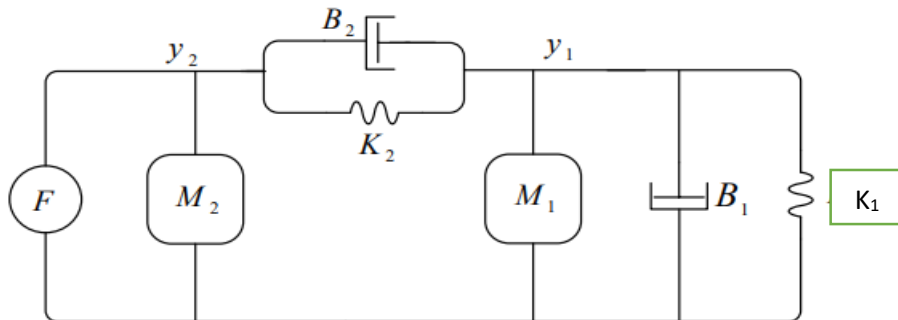 B₂
y₂
y₁
K₂
F
M₂
M₁
B₁
K₁